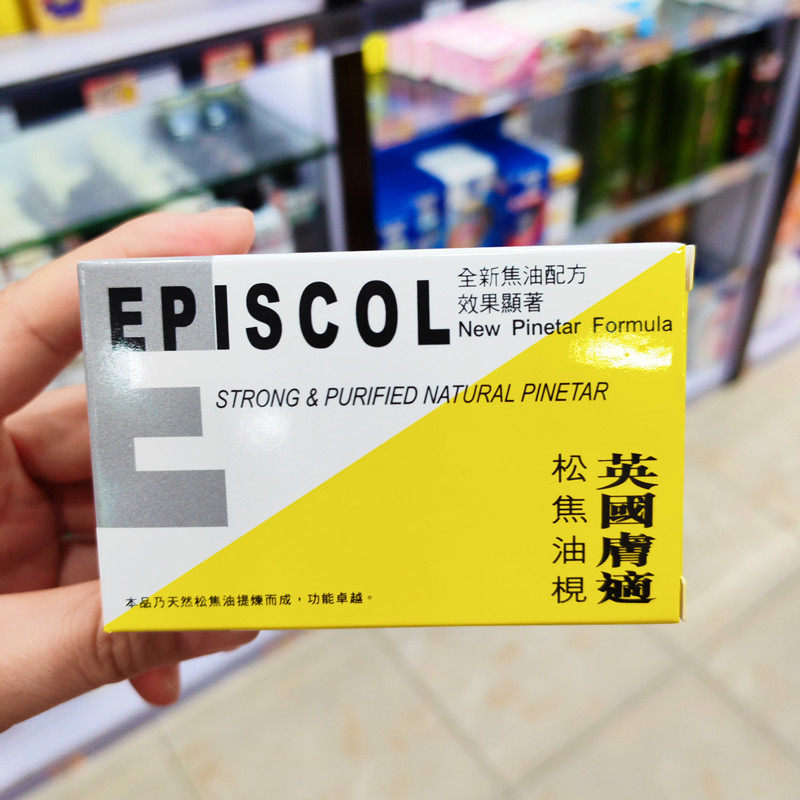 EPISCOL
全新焦油配方
效果顯著
New Pinetar Formula
E
STRONG & PURIFIED NATURAL PINETAR
英國膚適
松焦油梘
本品乃天然松焦油提煉而成，功能卓越。